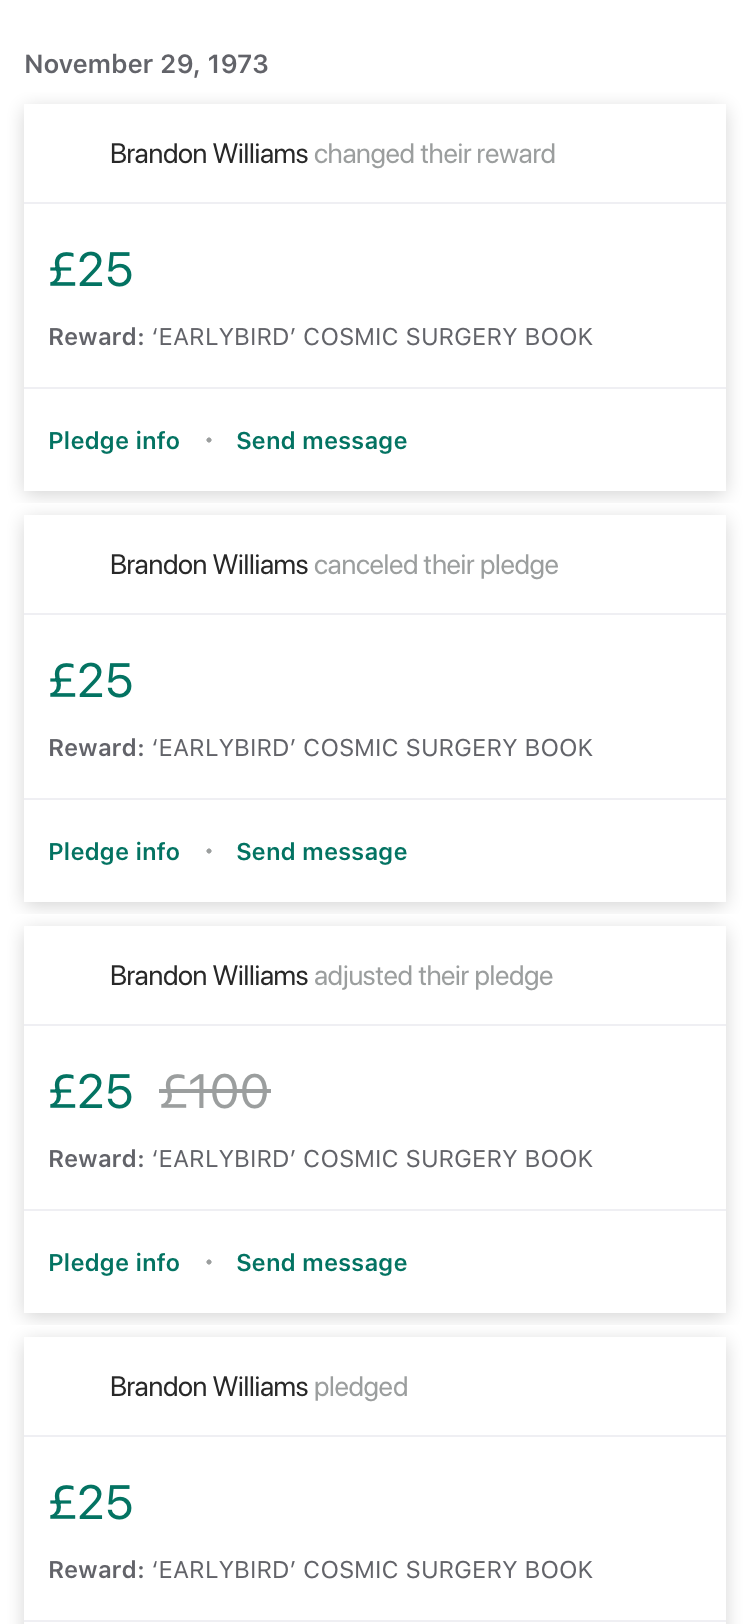 November 29, 1973
Brandon Williams changed their reward
£25
Reward: ‘EARLYBIRD’ COSMIC SURGERY BOOK
Pledge info • Send message
Brandon Williams canceled their pledge
£25
Reward: ‘EARLYBIRD’ COSMIC SURGERY BOOK
Pledge info • Send message
Brandon Williams adjusted their pledge
£25 £100
Reward: ‘EARLYBIRD’ COSMIC SURGERY BOOK
Pledge info • Send message
Brandon Williams pledged
£25
Reward: ‘EARLYBIRD’ COSMIC SURGERY BOOK